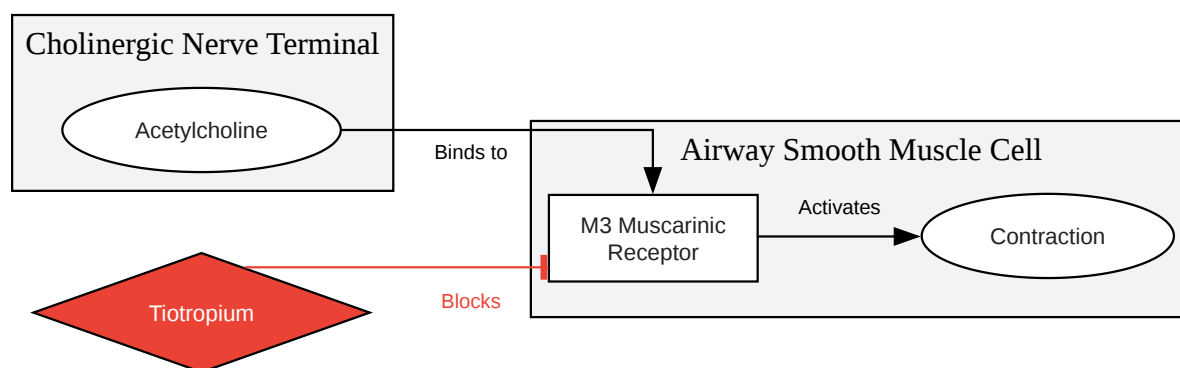 Cholinergic Nerve Terminal
Acetylcholine
Binds to
Airway Smooth Muscle Cell
M3 Muscarinic
Receptor
Activates
Contraction
Tiotropium
Blocks